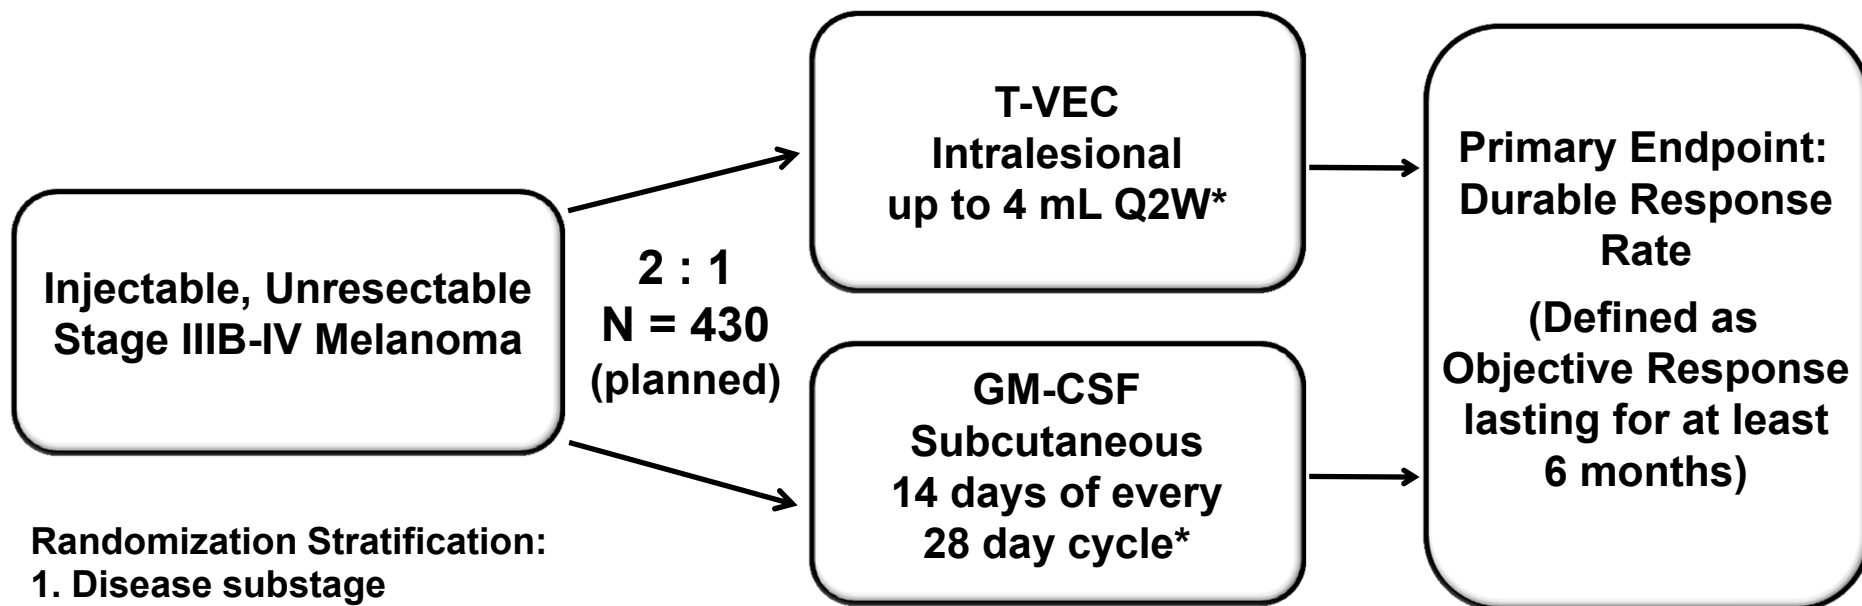 Injectable, Unresectable
Stage IIIB-IV Melanoma
2 : 1
N = 430
(planned)
T-VEC
Intralesional
up to 4 mL Q2W*
GM-CSF
Subcutaneous
14 days of every
28 day cycle*
Primary Endpoint:
Durable Response
Rate
(Defined as
Objective Response
lasting for at least
6 months)
Randomization Stratification:
1. Disease substage